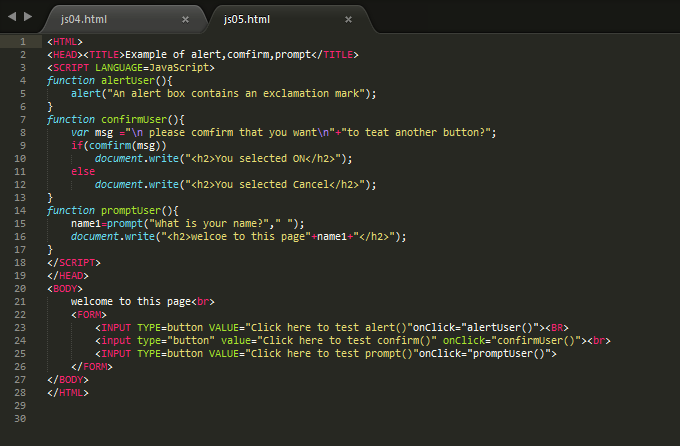 js04.html × js05.html ×
1 <HTML>
2 <HEAD><TITLE>Example of alert,comfirm,prompt</TITLE>
3 <SCRIPT LANGUAGE=JavaScript>
4 function alertUser(){
5 alert("An alert box contains an exclamation mark");
6 }
7 function confirmUser(){
8 var msg ="\n please comfirm that you want\n"+"to teat another button?";
9 if(comfirm(msg))
10 document.write("<h2>You selected ON</h2>");
11 else
12 document.write("<h2>You selected Cancel</h2>");
13 }
14 function promptUser(){
15 name1=prompt("What is your name?"," ");
16 document.write("<h2>welcoe to this page"+name1+"</h2>");
17 }
18 </SCRIPT>
19 </HEAD>
20 <BODY>
21 welcome to this page<br>
22 <FORM>
23 <INPUT TYPE=button VALUE="Click here to test alert()"onClick="alertUser()"><BR>
24 <input type="button" value="Click here to test confirm()" onClick="confirmUser()"><br>
25 <INPUT TYPE=button VALUE="Click here to test prompt()"onClick="promptUser()">
26 </FORM>
27 </BODY>
28 </HTML>
29
30